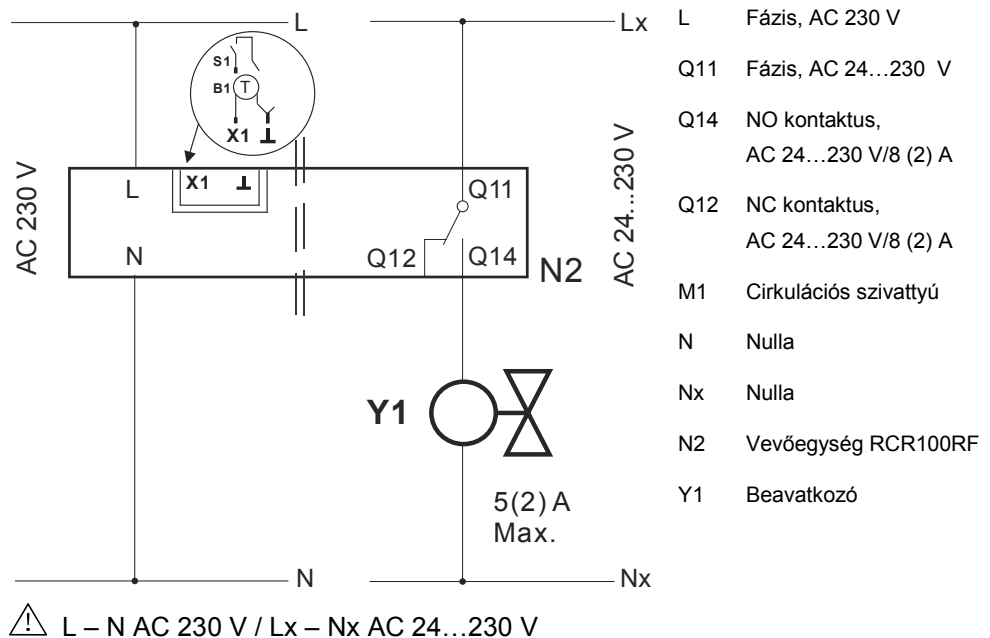 L
Lx
S1
B1 T
X1
AC 230 V
L
X1
Q11
N
Q12
Q14
N2
AC 24...230 V
Y1
5(2) A
Max.
N
Nx
L Fázis, AC 230 V
Q11 Fázis, AC 24…230 V
Q14 NO kontaktus,
AC 24…230 V/8 (2) A
Q12 NC kontaktus,
AC 24…230 V/8 (2) A
M1 Cirkulációs szivattyú
N Nulla
Nx Nulla
N2 Vevőegység RCR100RF
Y1 Beavatkozó
L – N AC 230 V / Lx – Nx AC 24…230 V